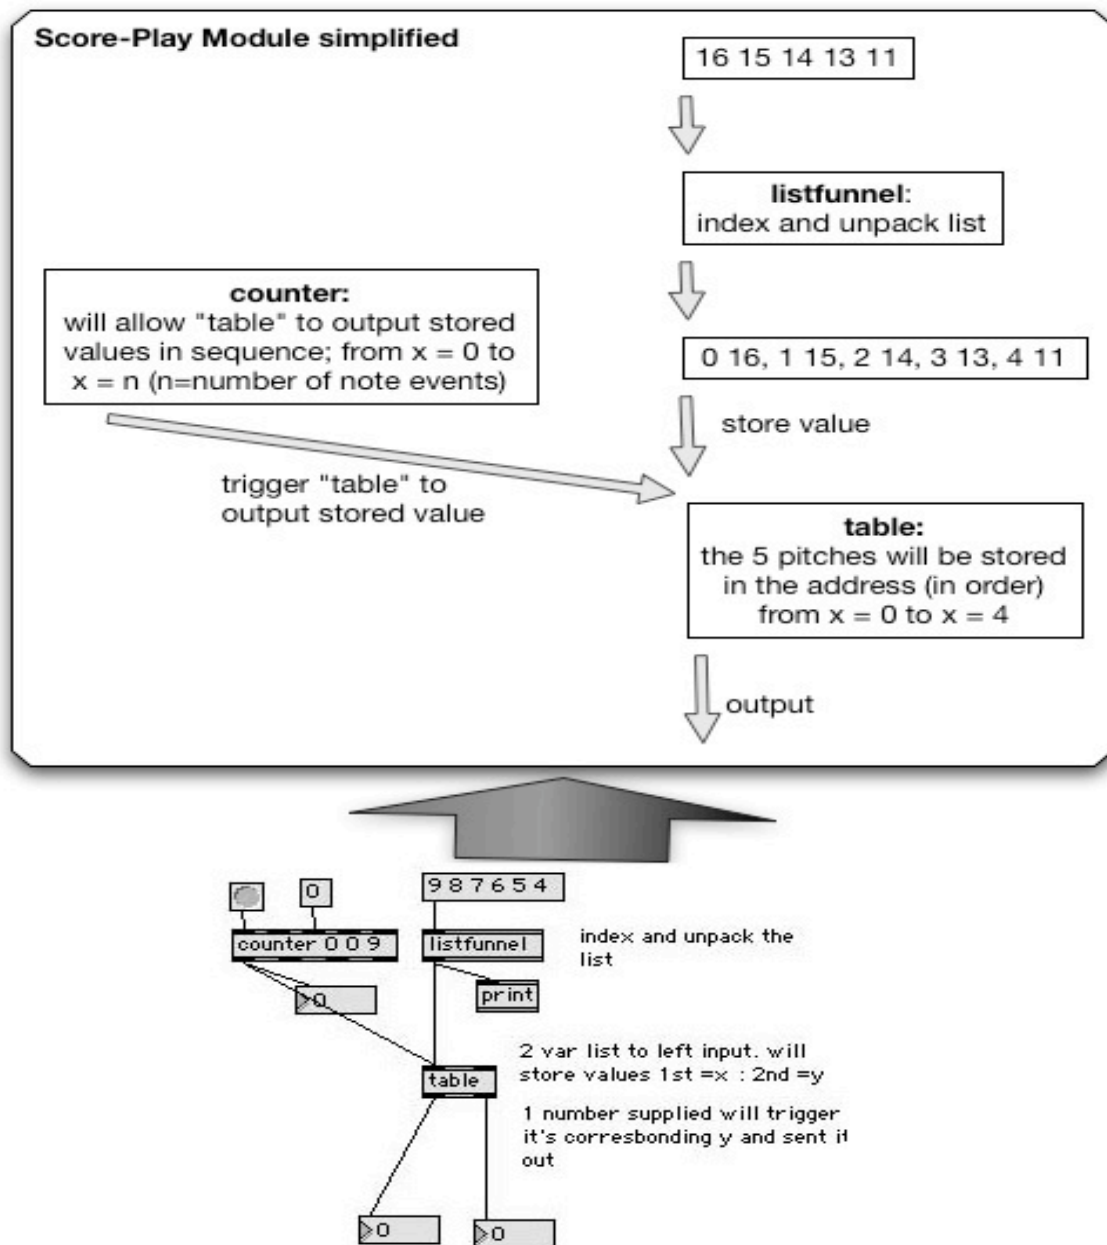 Score-Play Module simplified
16 15 14 13 11
listfunnel:
index and unpack list
counter:
will allow "table" to output stored
values in sequence; from x = 0 to
x = n (n=number of note events)
0 16, 1 15, 2 14, 3 13, 4 11
store value
trigger "table" to
output stored value
table:
the 5 pitches will be stored
in the address (in order)
from x = 0 to x = 4
output
0
9 8 7 6 5 4
counter 0 0 9
listfunnel
index and unpack the
list
print
0
2 var list to left input. will
store values 1st =x : 2nd =y
table
1 number supplied will trigger
it's corresbonding y and sent it
out
0
0